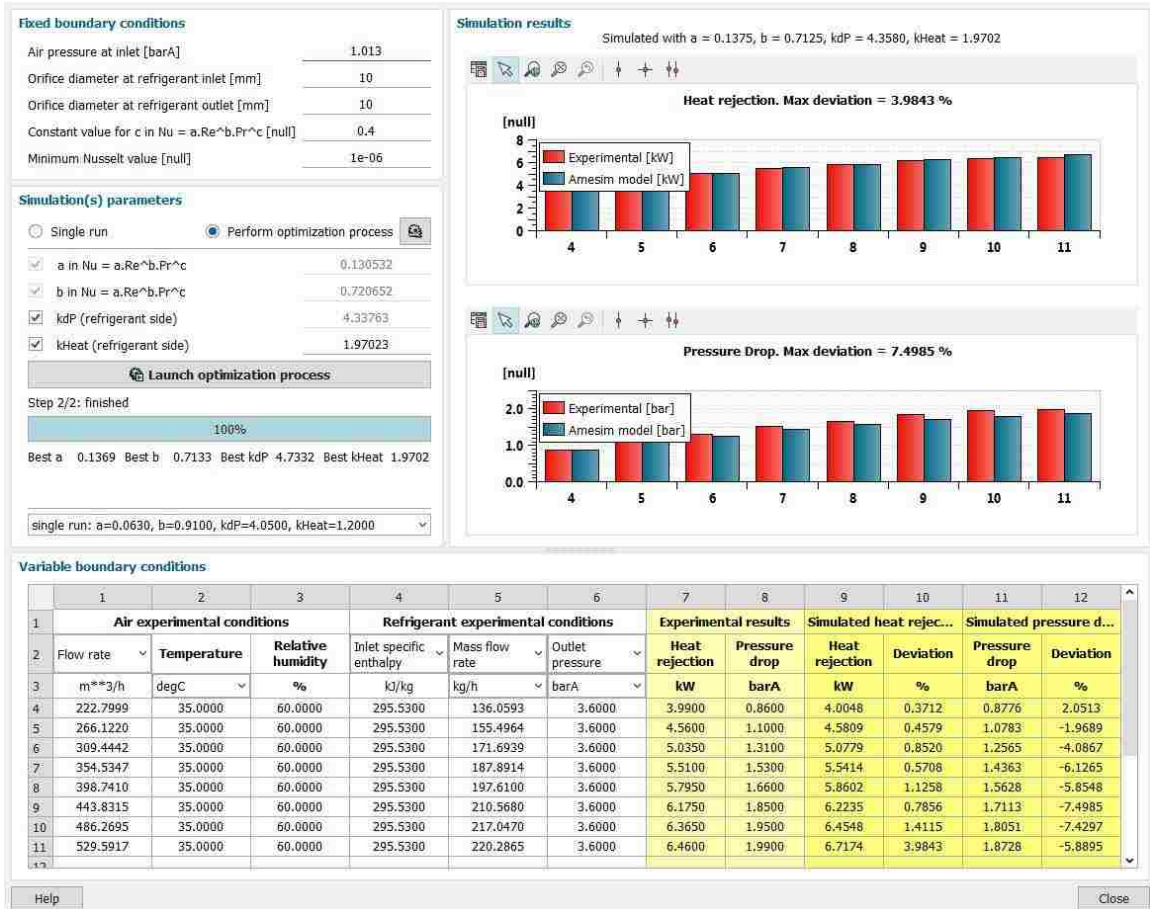 Fixed boundary conditions
Air pressure at inlet [barA] 1.013
Orifice diameter at refrigerant inlet [mm] 10
Orifice diameter at refrigerant outlet [mm] 10
Constant value for c in Nu = a.Re^b.Pr^c [null] 0.4
Minimum Nusselt value [null] 1e-06
Simulation(s) parameters
Single run Perform optimization process
a in Nu = a.Re^b.Pr^c 0.130532
b in Nu = a.Re^b.Pr^c 0.720652
kdP (refrigerant side) 4.33763
kHeat (refrigerant side) 1.97023
Launch optimization process
Step 2/2: finished
100%
Best a 0.1369 Best b 0.7133 Best kdP 4.7332 Best kHeat 1.9702
single run: a=0.0630, b=0.9100, kdP=4.0500, kHeat=1.2000
Simulation results
Simulated with a = 0.1375, b = 0.7125, kdP = 4.3580, kHeat = 1.9702
Heat rejection. Max deviation = 3.9843 %
[null]
8
6
4
2
0
Experimental [kW]
Amesim model [kW]
4 5 6 7 8 9 10 11
Pressure Drop. Max deviation = 7.4985 %
[null]
2.0
1.0
0.0
Experimental [bar]
Amesim model [bar]
4 5 6 7 8 9 10 11
Variable boundary conditions
1 2 3 4 5 6 7 8 9 10 11 12
1 Air experimental conditions Refrigerant experimental conditions Experimental results Simulated heat rejec... Simulated pressure d...
2 Flow rate Temperature Relative humidity Inlet specific enthalpy Mass flow rate Outlet pressure Heat rejection Pressure drop Heat rejection Deviation Pressure drop Deviation
3 m**3/h degC % kJ/kg kg/h barA kW barA kW % barA %
4 222.7999 35.0000 60.0000 295.5300 136.0593 3.6000 3.9900 0.8600 4.0048 0.3712 0.8776 2.0513
5 266.1220 35.0000 60.0000 295.5300 155.4964 3.6000 4.5600 1.1000 4.5809 0.4579 1.0783 -1.9689
6 309.4442 35.0000 60.0000 295.5300 171.6939 3.6000 5.0350 1.3100 5.0779 0.8520 1.2565 -4.0867
7 354.5347 35.0000 60.0000 295.5300 187.8914 3.6000 5.5100 1.5300 5.5414 0.5708 1.4363 -6.1265
8 398.7410 35.0000 60.0000 295.5300 197.6100 3.6000 5.7950 1.6600 5.8602 1.1258 1.5628 -5.8548
9 443.8315 35.0000 60.0000 295.5300 210.5680 3.6000 6.1750 1.8500 6.2235 0.7856 1.7113 -7.4985
10 486.2695 35.0000 60.0000 295.5300 217.0470 3.6000 6.3650 1.9500 6.4548 1.4115 1.8051 -7.4297
11 529.5917 35.0000 60.0000 295.5300 220.2865 3.6000 6.4600 1.9900 6.7174 3.9843 1.8728 -5.8895
Help Close